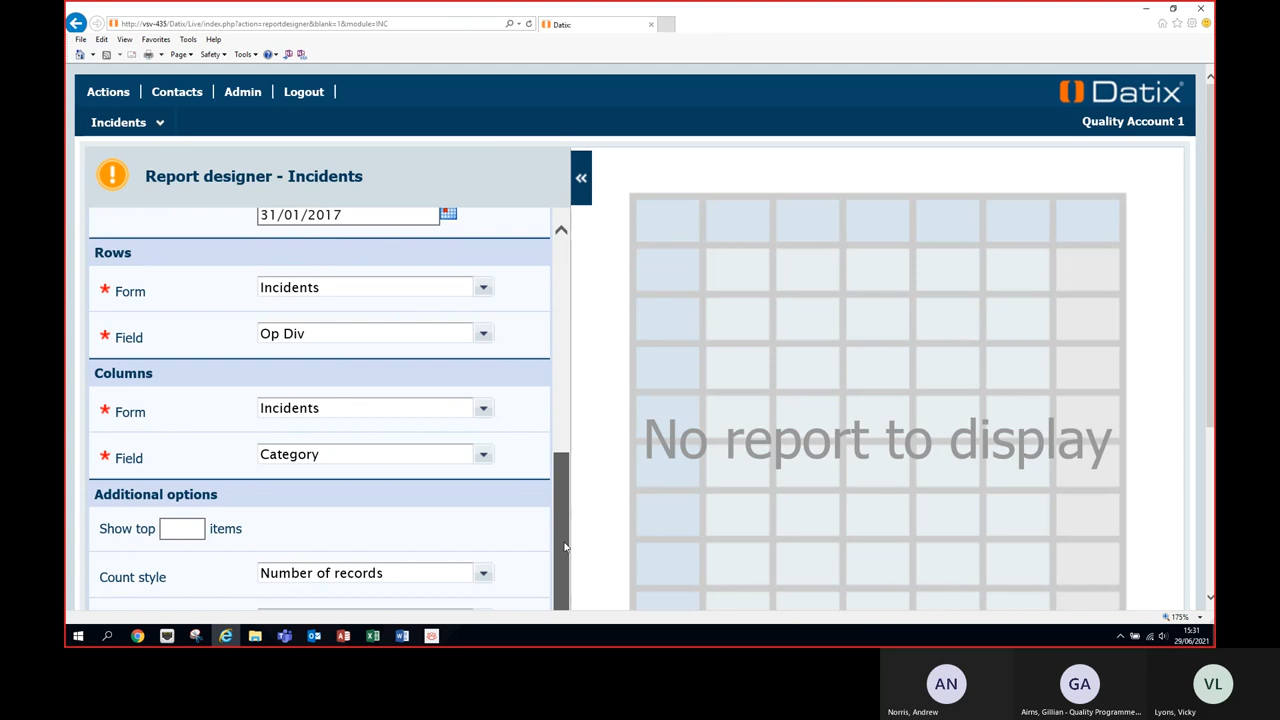 http://vsv-435/Datix/Live/index.php?action=reportdesigner&blank=1&module=INC
Datix:
File Edit View Favorites Tools Help
Page Safety Tools
Actions Contacts Admin Logout
Datix
Incidents
Quality Account 1
Report designer - Incidents
31/01/2017
Rows
* Form Incidents
* Field Op Div
Columns
* Form Incidents
* Field Category
Additional options
Show top items
Count style Number of records
No report to display
175%
15:31
29/06/2021
AN
GA
VL
Norris, Andrew
Airns, Gillian - Quality Programme...
Lyons, Vicky